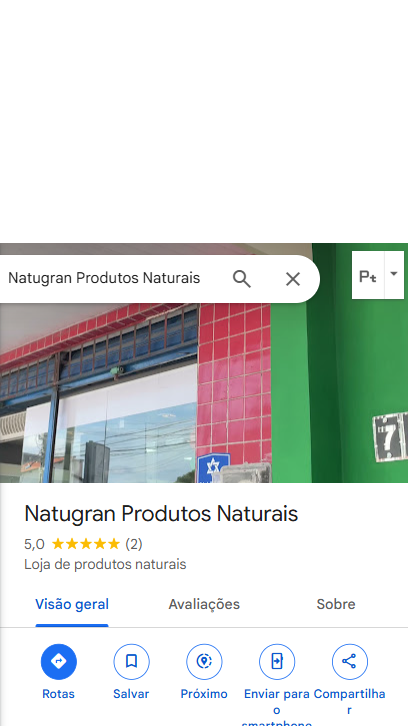 Natugran Produtos Naturais
Pt
7
Natugran Produtos Naturais
5,0 (2)
Loja de produtos naturais
Visão geral Avaliações Sobre
Rotas Salvar Próximo Enviar para o smartphone Compartilhar